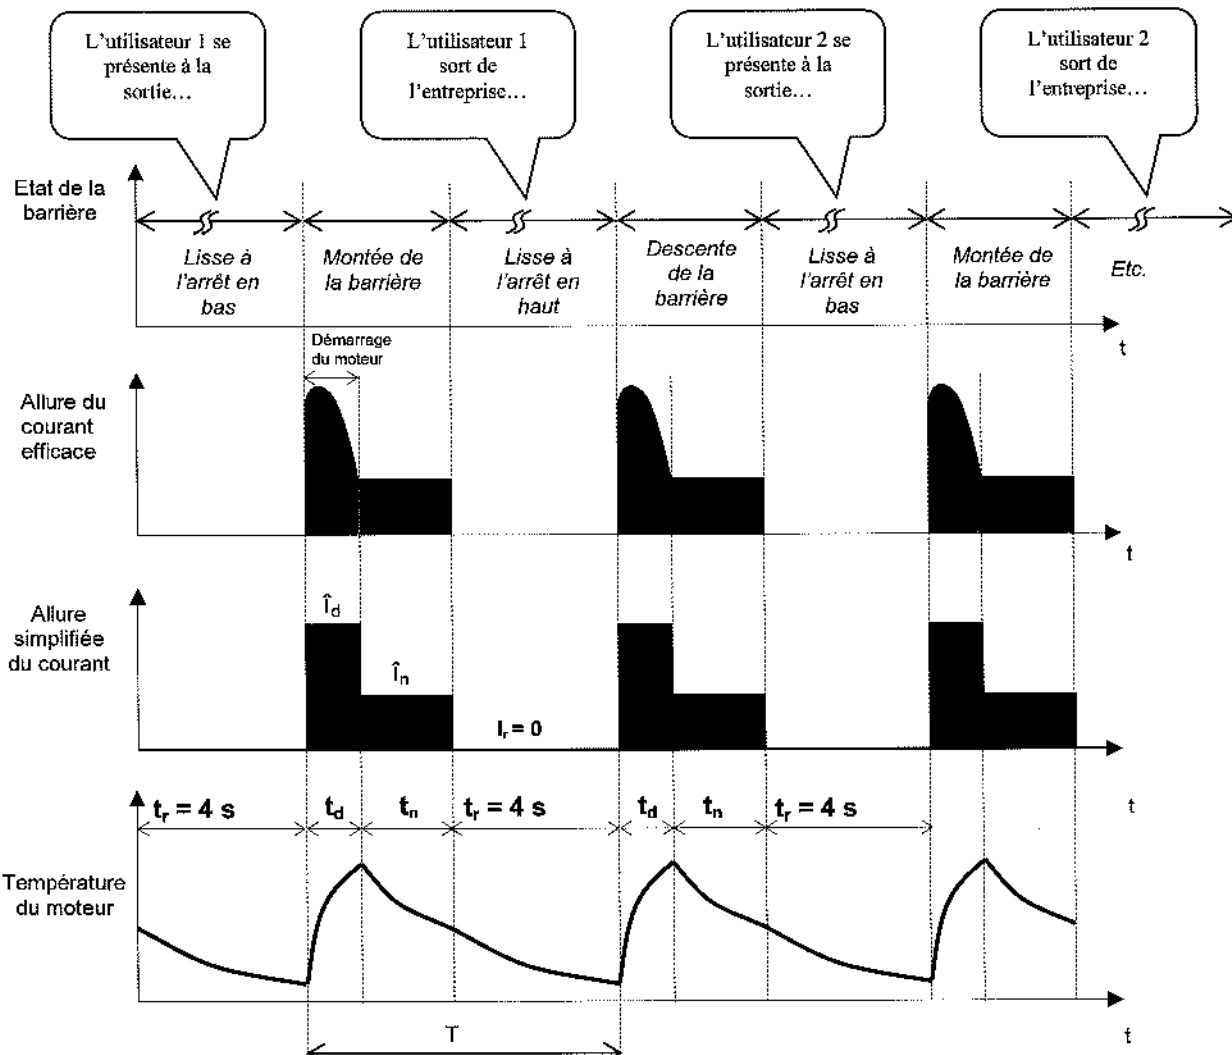 L'utilisateur 1 se
présente à la
sortie…
L'utilisateur 1
sort de
l'entreprise…
L'utilisateur 2 se
présente à la
sortie…
L'utilisateur 2
sort de
l'entreprise…
Etat de la
barrière
Lisse à
l'arrêt en
bas
Montée de
la barrière
Lisse à
l'arrêt en
haut
Descente
de la
barrière
Lisse à
l'arrêt en
bas
Montée de
la barrière
Etc.
t
Démarrage
du moteur
Allure du
courant
efficace
t
Allure
simplifiée
du courant
Î_d
Î_n
I_r = 0
t
t_r = 4 s
t_d
t_n
t_r = 4 s
t_d
t_n
t_r = 4 s
Température
du moteur
T
t